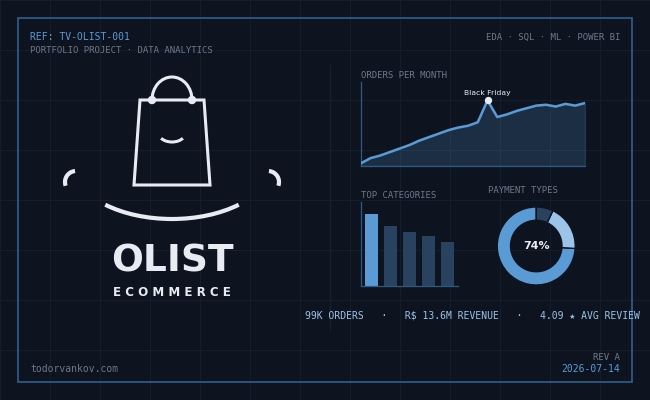 REF: TV-OLIST-001
PORTFOLIO PROJECT · DATA ANALYTICS
EDA · SQL · ML · POWER BI
ORDERS PER MONTH
Black Friday
TOP CATEGORIES
PAYMENT TYPES
74%
OLIST
ECOMMERCE
99K ORDERS · R$ 13.6M REVENUE · 4.09 ★ AVG REVIEW
todorvankov.com
REV A
2026-07-14